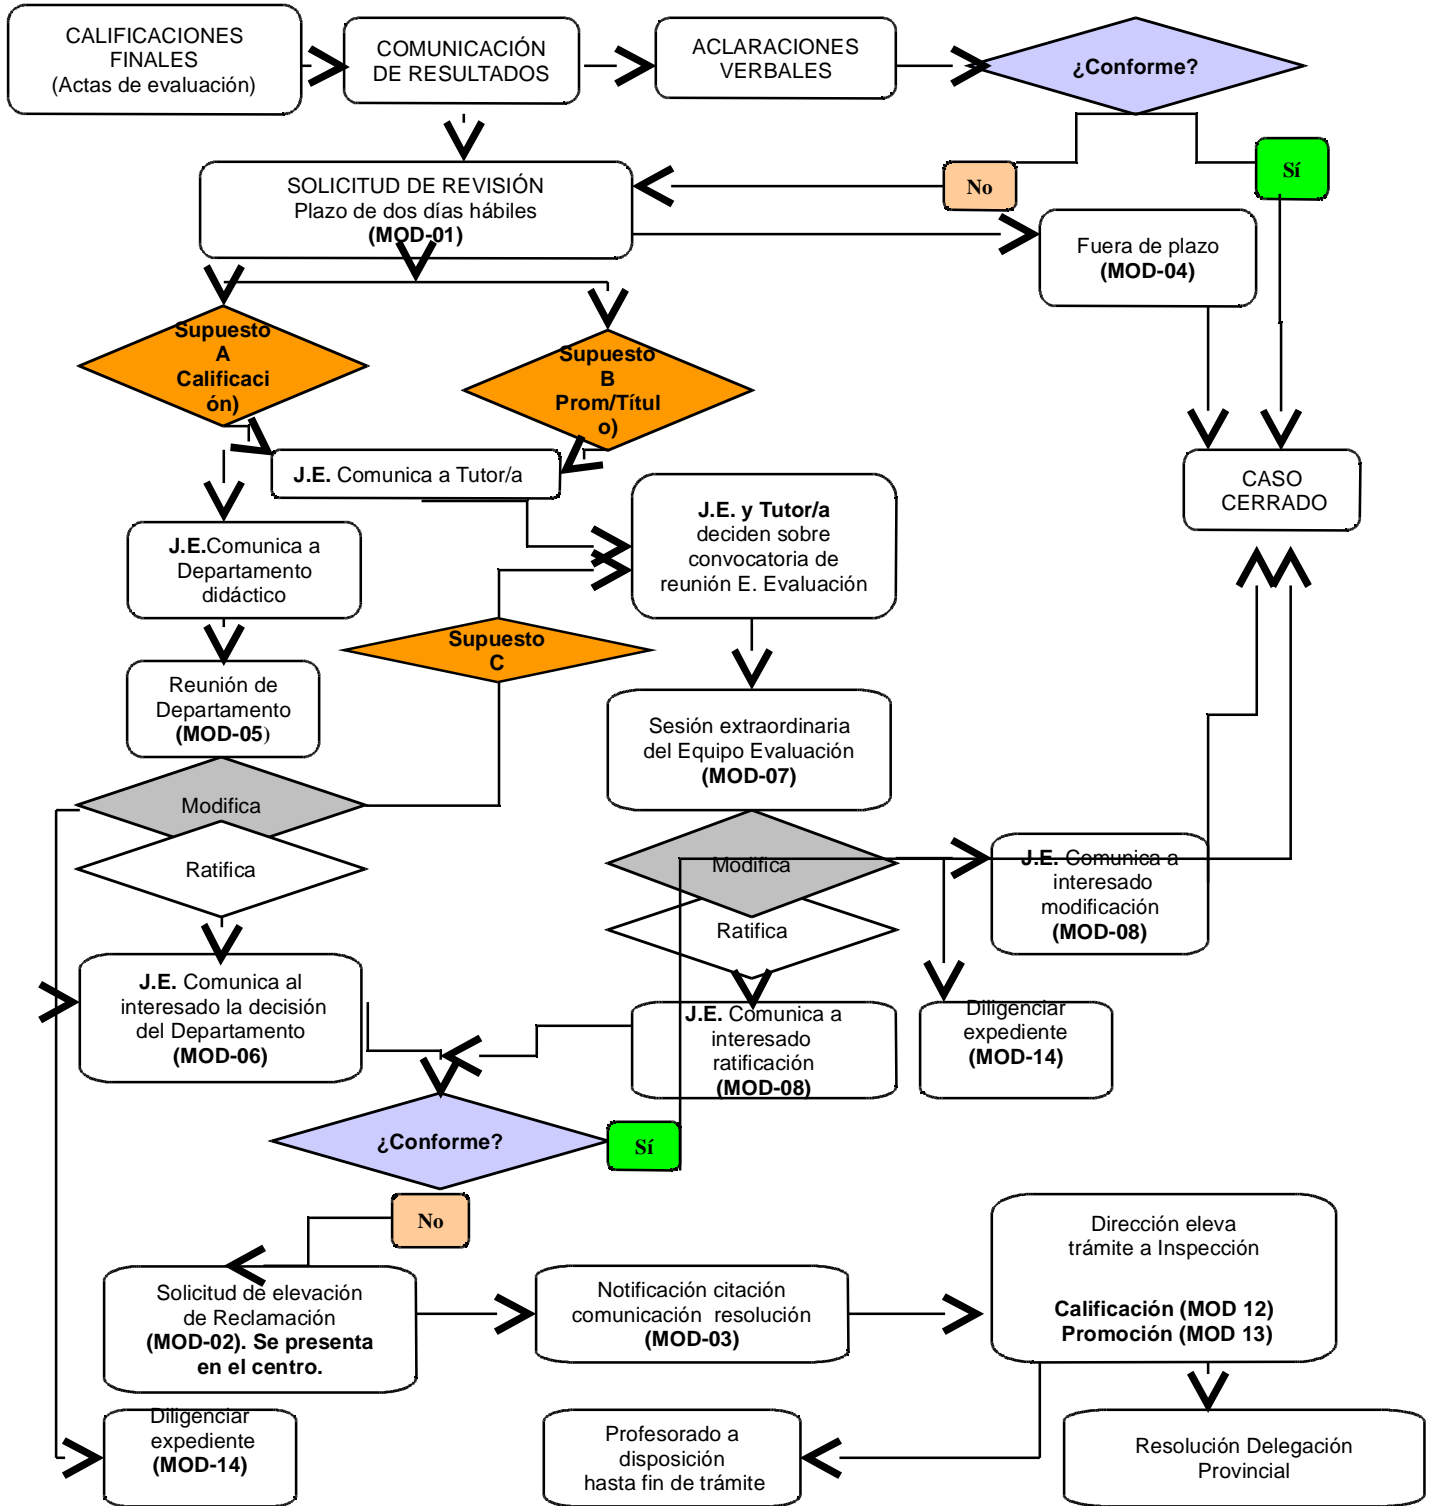 CALIFICACIONES
FINALES
(Actas de evaluación)
COMUNICACIÓN
DE RESULTADOS
ACLARACIONES
VERBALES
¿Conforme?
No
Sí
SOLICITUD DE REVISIÓN
Plazo de dos días hábiles
(MOD-01)
Fuera de plazo
(MOD-04)
Supuesto
A
Calificaci
ón)
Supuesto
B
Prom/Títul
o)
J.E. Comunica a Tutor/a
J.E. y Tutor/a
deciden sobre
convocatoria de
reunión E. Evaluación
CASO
CERRADO
J.E.Comunica a
Departamento
didáctico
Supuesto
C
Reunión de
Departamento
(MOD-05)
Sesión extraordinaria
del Equipo Evaluación
(MOD-07)
Modifica
Ratifica
Modifica
Ratifica
J.E. Comunica a
interesado
modificación
(MOD-08)
J.E. Comunica al
interesado la decisión
del Departamento
(MOD-06)
J.E. Comunica a
interesado
ratificación
(MOD-08)
Diligenciar
expediente
(MOD-14)
¿Conforme?
Sí
No
Solicitud de elevación
de Reclamación
(MOD-02). Se presenta
en el centro.
Notificación citación
comunicación resolución
(MOD-03)
Dirección eleva
trámite a Inspección
Calificación (MOD 12)
Promoción (MOD 13)
Diligenciar
expediente
(MOD-14)
Profesorado a
disposición
hasta fin de trámite
Resolución Delegación
Provincial